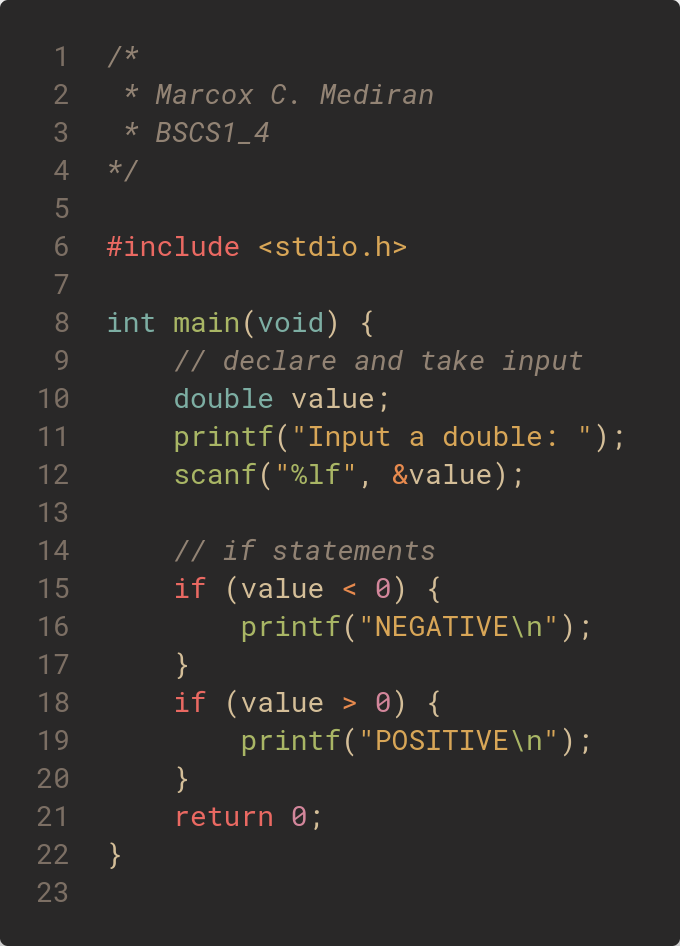 1 /*
2  * Marcox C. Mediran
3  * BSCS1_4
4 */
5
6 #include <stdio.h>
7
8 int main(void) {
9     // declare and take input
10     double value;
11     printf("Input a double: ");
12     scanf("%lf", &value);
13
14     // if statements
15     if (value < 0) {
16         printf("NEGATIVE\n");
17     }
18     if (value > 0) {
19         printf("POSITIVE\n");
20     }
21     return 0;
22 }
23